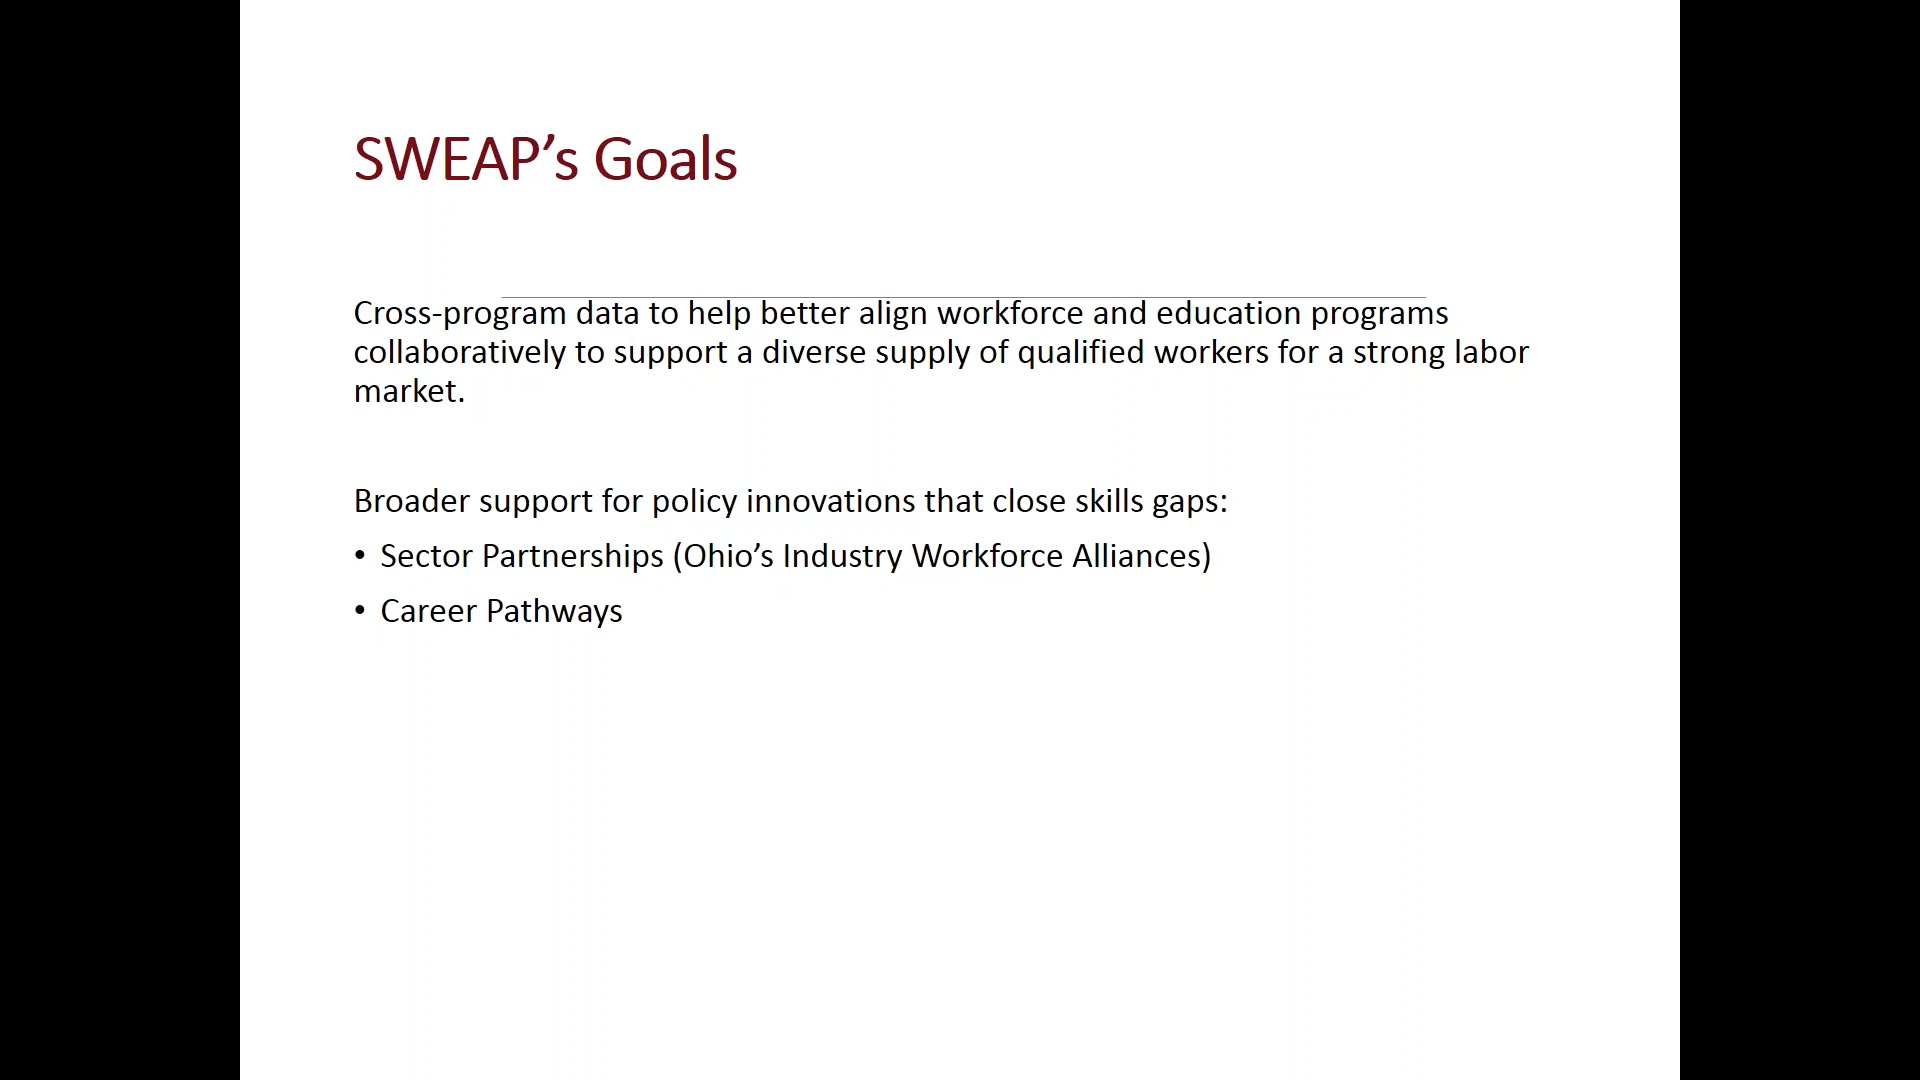 SWEAP’s Goals
Cross-program data to help better align workforce and education programs
collaboratively to support a diverse supply of qualified workers for a strong labor
market.
Broader support for policy innovations that close skills gaps:
• Sector Partnerships (Ohio’s Industry Workforce Alliances)
• Career Pathways